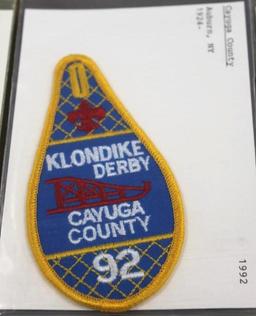 KLONDIKE
DERBY
CAYUGA
COUNTY
92
Cayuga County
Auburn, NY
1924-
1992